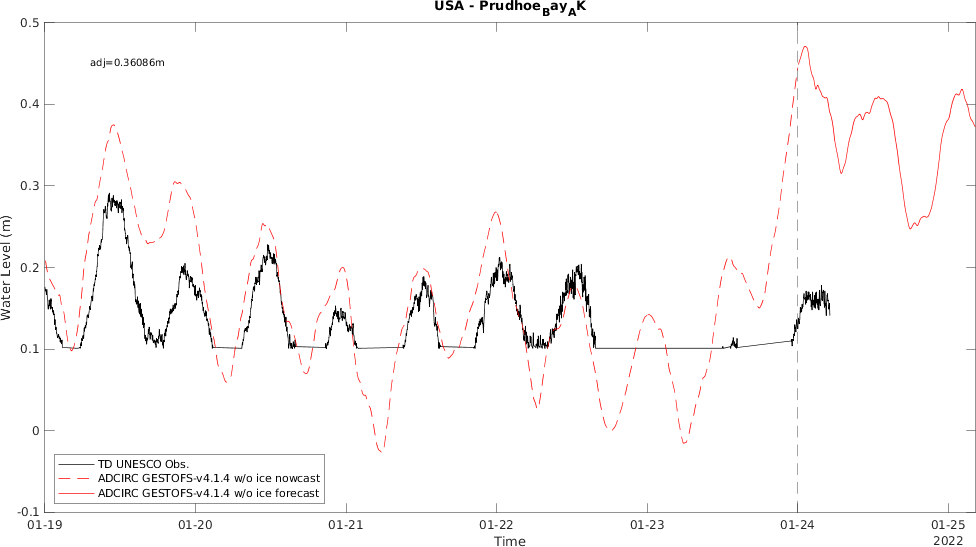 USA - PrudhoeBayAK
0.5
adj=0.36086m
0.4
0.3
0.2
0.1
0
-0.1
Water Level (m)
TD UNESCO Obs.
ADCIRC GESTOFS-v4.1.4 w/o ice nowcast
ADCIRC GESTOFS-v4.1.4 w/o ice forecast
01-19 01-20 01-21 01-22 01-23 01-24 01-25
Time 2022